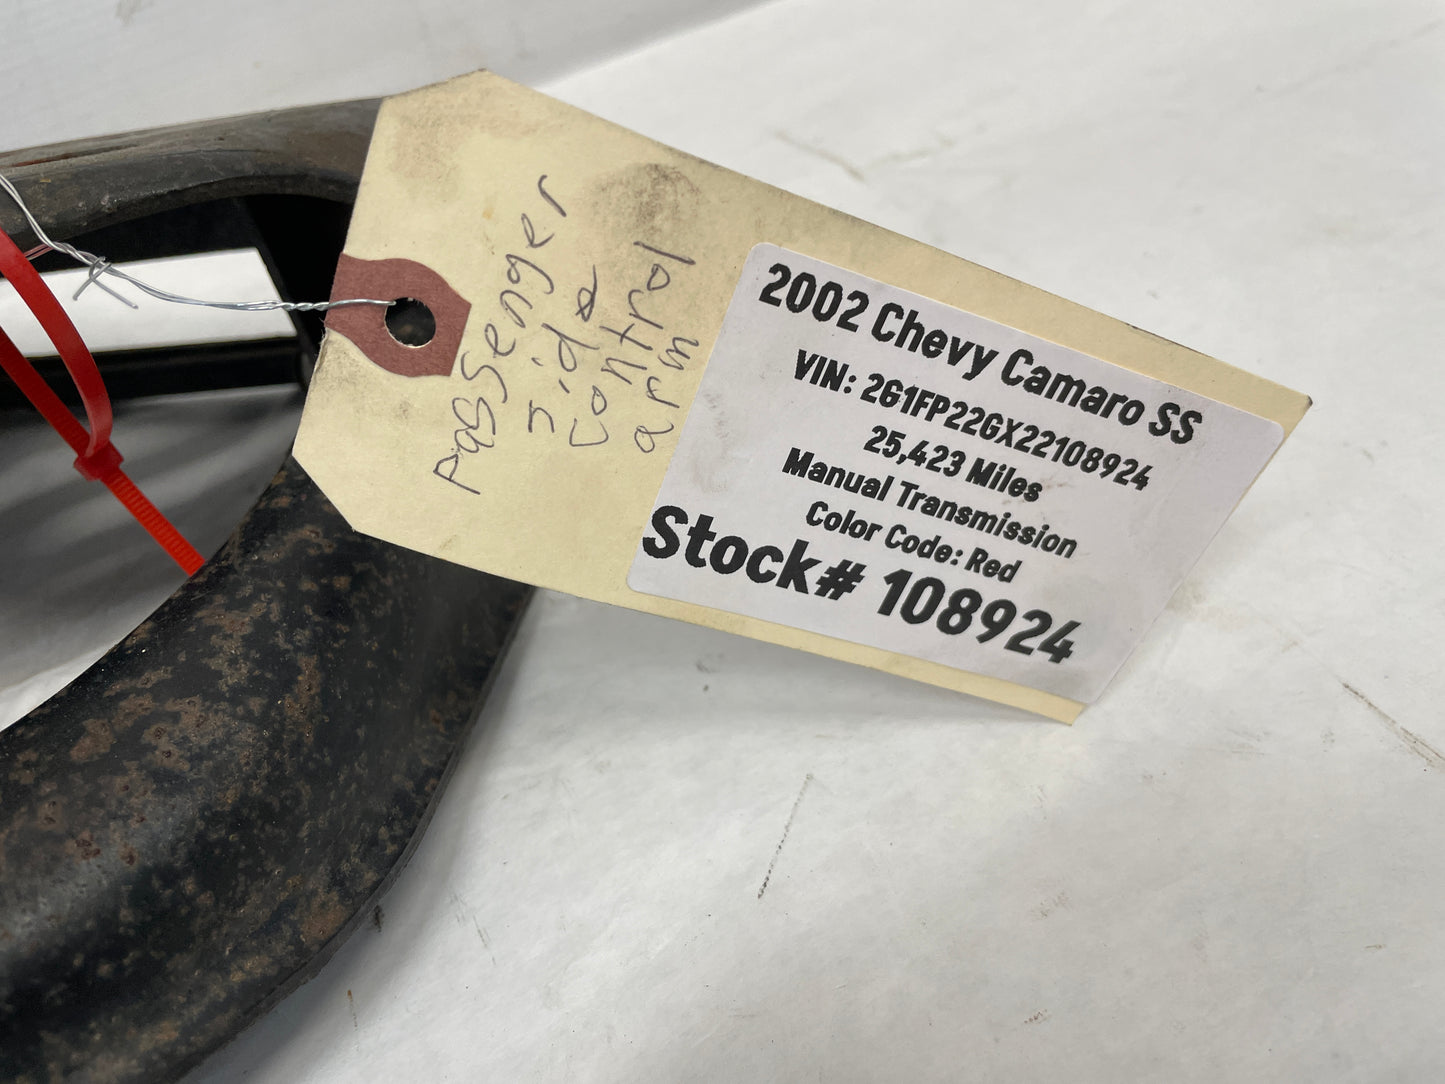 passenger
side
control
arm
2002 Chevy Camaro SS
VIN: 2G1FP22GX22108924
25,423 Miles
Manual Transmission
Color Code: Red
Stock# 108924